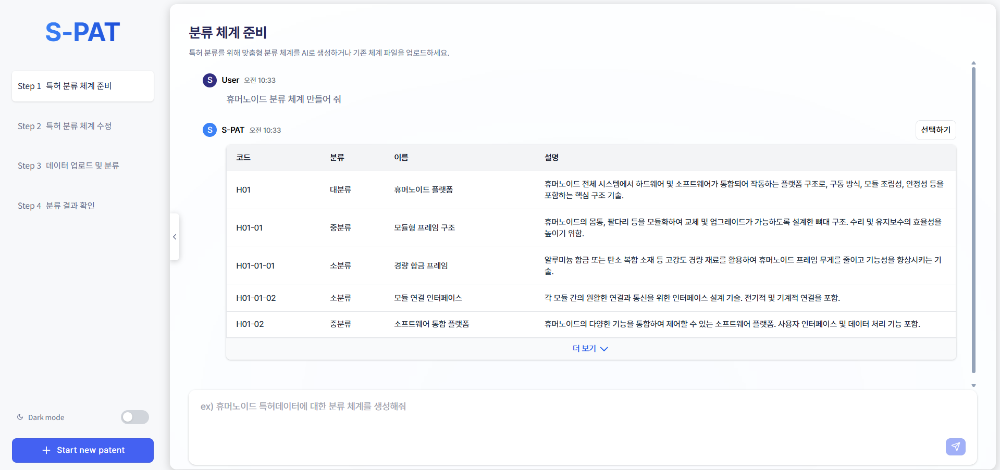 S-PAT
Step 1 특허 분류 체계 준비
Step 2 특허 분류 체계 수정
Step 3 데이터 업로드 및 분류
Step 4 분류 결과 확인
Dark mode
Start new patent
분류 체계 준비
특허 분류를 위해 맞춤형 분류 체계를 AI로 생성하거나 기존 체계 파일을 업로드하세요.
S User 오전 10:33
휴머노이드 분류 체계 만들어 줘
S S-PAT 오전 10:33
선택하기
코드 분류 이름 설명
H01 대분류 휴머노이드 플랫폼 휴머노이드 전체 시스템에서 하드웨어 및 소프트웨어가 통합되어 작동하는 플랫폼 구조로, 구동 방식, 모듈 조립성, 안정성 등을
포함하는 핵심 구조 기술.
H01-01 중분류 모듈형 프레임 구조 휴머노이드의 몸통, 팔다리 등을 모듈화하여 교체 및 업그레이드가 가능하도록 설계한 뼈대 구조. 수리 및 유지보수의 효율성을
높이기 위함.
H01-01-01 소분류 경량 합금 프레임 알루미늄 합금 또는 탄소 복합 소재 등 고강도 경량 재료를 활용하여 휴머노이드 프레임 무게를 줄이고 기능성을 향상시키는 기
술.
H01-01-02 소분류 모듈 연결 인터페이스 각 모듈 간의 원활한 연결과 통신을 위한 인터페이스 설계 기술. 전기적 및 기계적 연결을 포함.
H01-02 중분류 소프트웨어 통합 플랫폼 휴머노이드의 다양한 기능을 통합하여 제어할 수 있는 소프트웨어 플랫폼. 사용자 인터페이스 및 데이터 처리 기능 포함.
더 보기
ex) 휴머노이드 특허데이터에 대한 분류 체계를 생성해줘